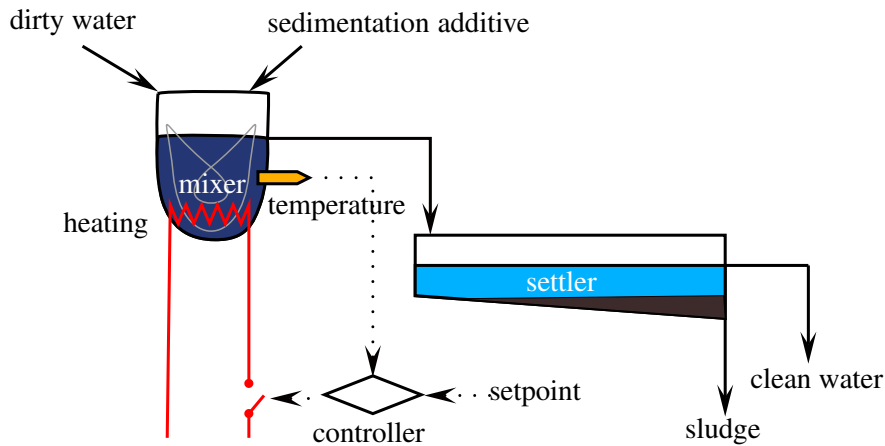 dirty water
sedimentation additive
mixer
temperature
heating
settler
clean water
setpoint
sludge
controller